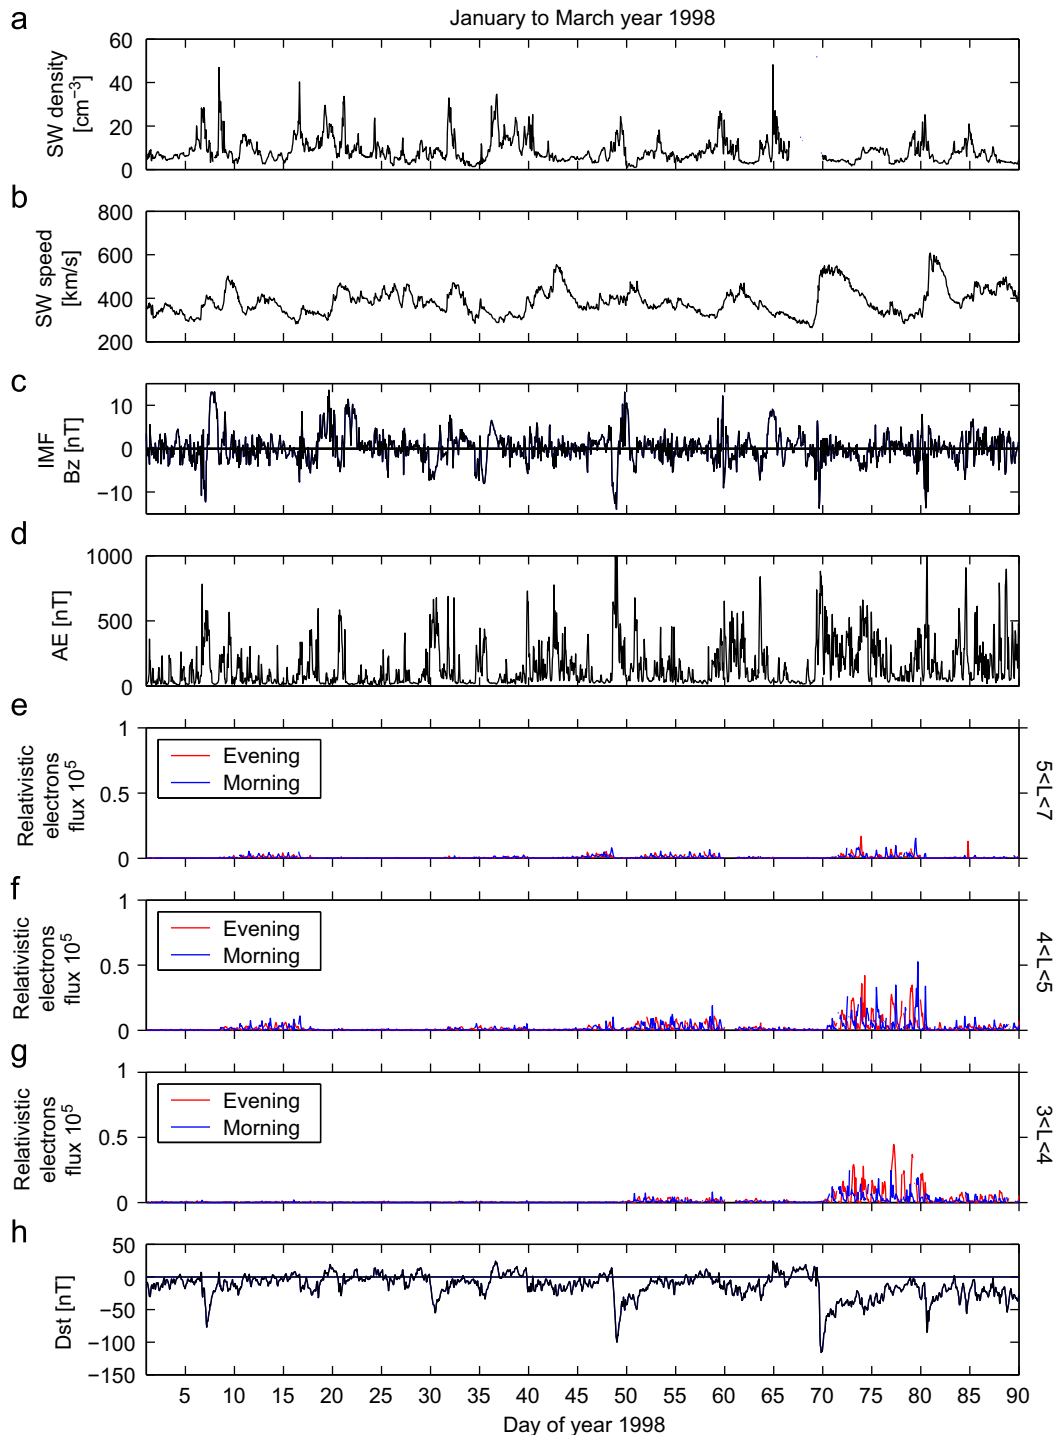 January to March year 1998
a
SW density
[cm⁻³]
60
40
20
0
b
SW speed
[km/s]
800
600
400
200
c
IMF
Bz [nT]
10
0
−10
d
AE [nT]
1000
500
0
e
Relativistic
electrons
flux 10⁵
1
0.5
0
Evening
Morning
5<L<7
f
Relativistic
electrons
flux 10⁵
1
0.5
0
Evening
Morning
4<L<5
g
Relativistic
electrons
flux 10⁵
1
0.5
0
Evening
Morning
3<L<4
h
Dst [nT]
50
0
−50
−100
−150
5 10 15 20 25 30 35 40 45 50 55 60 65 70 75 80 85 90
Day of year 1998